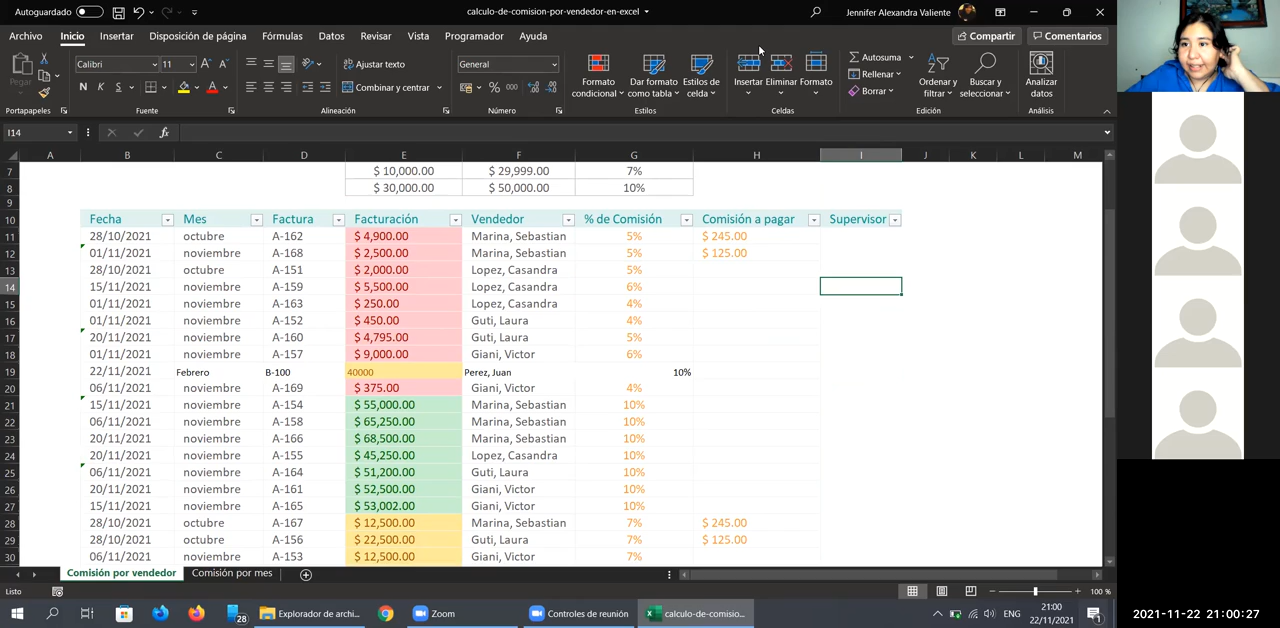 Autoguardado calculo-de-comision-por-vendedor-en-excel Jennifer Alexandra Valiente
Archivo Inicio Insertar Disposición de página Fórmulas Datos Revisar Vista Programador Ayuda Compartir Comentarios
Pegar Calibri 11 Ajustar texto General Formato condicional Dar formato como tabla Estilos de celda Insertar Eliminar Formato Autosuma Ordenar y filtrar Buscar y seleccionar Analizar datos
N K S Combinar y centrar % 000 Rellenar
Borrar
Portapapeles Fuente Alineación Número Estilos Celdas Edición Análisis
I14 fx
A B C D E F G H I J K L M
7 $ 10,000.00 $ 29,999.00 7%
8 $ 30,000.00 $ 50,000.00 10%
9
10 Fecha Mes Factura Facturación Vendedor % de Comisión Comisión a pagar Supervisor
11 28/10/2021 octubre A-162 $ 4,900.00 Marina, Sebastian 5% $ 245.00
12 01/11/2021 noviembre A-168 $ 2,500.00 Marina, Sebastian 5% $ 125.00
13 28/10/2021 octubre A-151 $ 2,000.00 Lopez, Casandra 5%
14 15/11/2021 noviembre A-159 $ 5,500.00 Lopez, Casandra 6%
15 01/11/2021 noviembre A-163 $ 250.00 Lopez, Casandra 4%
16 01/11/2021 noviembre A-152 $ 450.00 Guti, Laura 4%
17 20/11/2021 noviembre A-160 $ 4,795.00 Guti, Laura 5%
18 01/11/2021 noviembre A-157 $ 9,000.00 Giani, Victor 6%
19 22/11/2021 Febrero B-100 40000 Perez, Juan 10%
20 06/11/2021 noviembre A-169 $ 375.00 Giani, Victor 4%
21 15/11/2021 noviembre A-154 $ 55,000.00 Marina, Sebastian 10%
22 06/11/2021 noviembre A-158 $ 65,250.00 Marina, Sebastian 10%
23 20/11/2021 noviembre A-166 $ 68,500.00 Marina, Sebastian 10%
24 20/11/2021 noviembre A-155 $ 45,250.00 Lopez, Casandra 10%
25 06/11/2021 noviembre A-164 $ 51,200.00 Guti, Laura 10%
26 20/11/2021 noviembre A-161 $ 52,500.00 Giani, Victor 10%
27 15/11/2021 noviembre A-165 $ 53,002.00 Giani, Victor 10%
28 28/10/2021 octubre A-167 $ 12,500.00 Marina, Sebastian 7% $ 245.00
29 28/10/2021 octubre A-156 $ 22,500.00 Guti, Laura 7% $ 125.00
30 06/11/2021 noviembre A-153 $ 12,500.00 Giani, Victor 7%
Comisión por vendedor Comisión por mes
Listo 100 %
28 Explorador de archi... Zoom Controles de reunión calculo-de-comisio... ENG 21:00
22/11/2021 1
2021-11-22 21:00:27